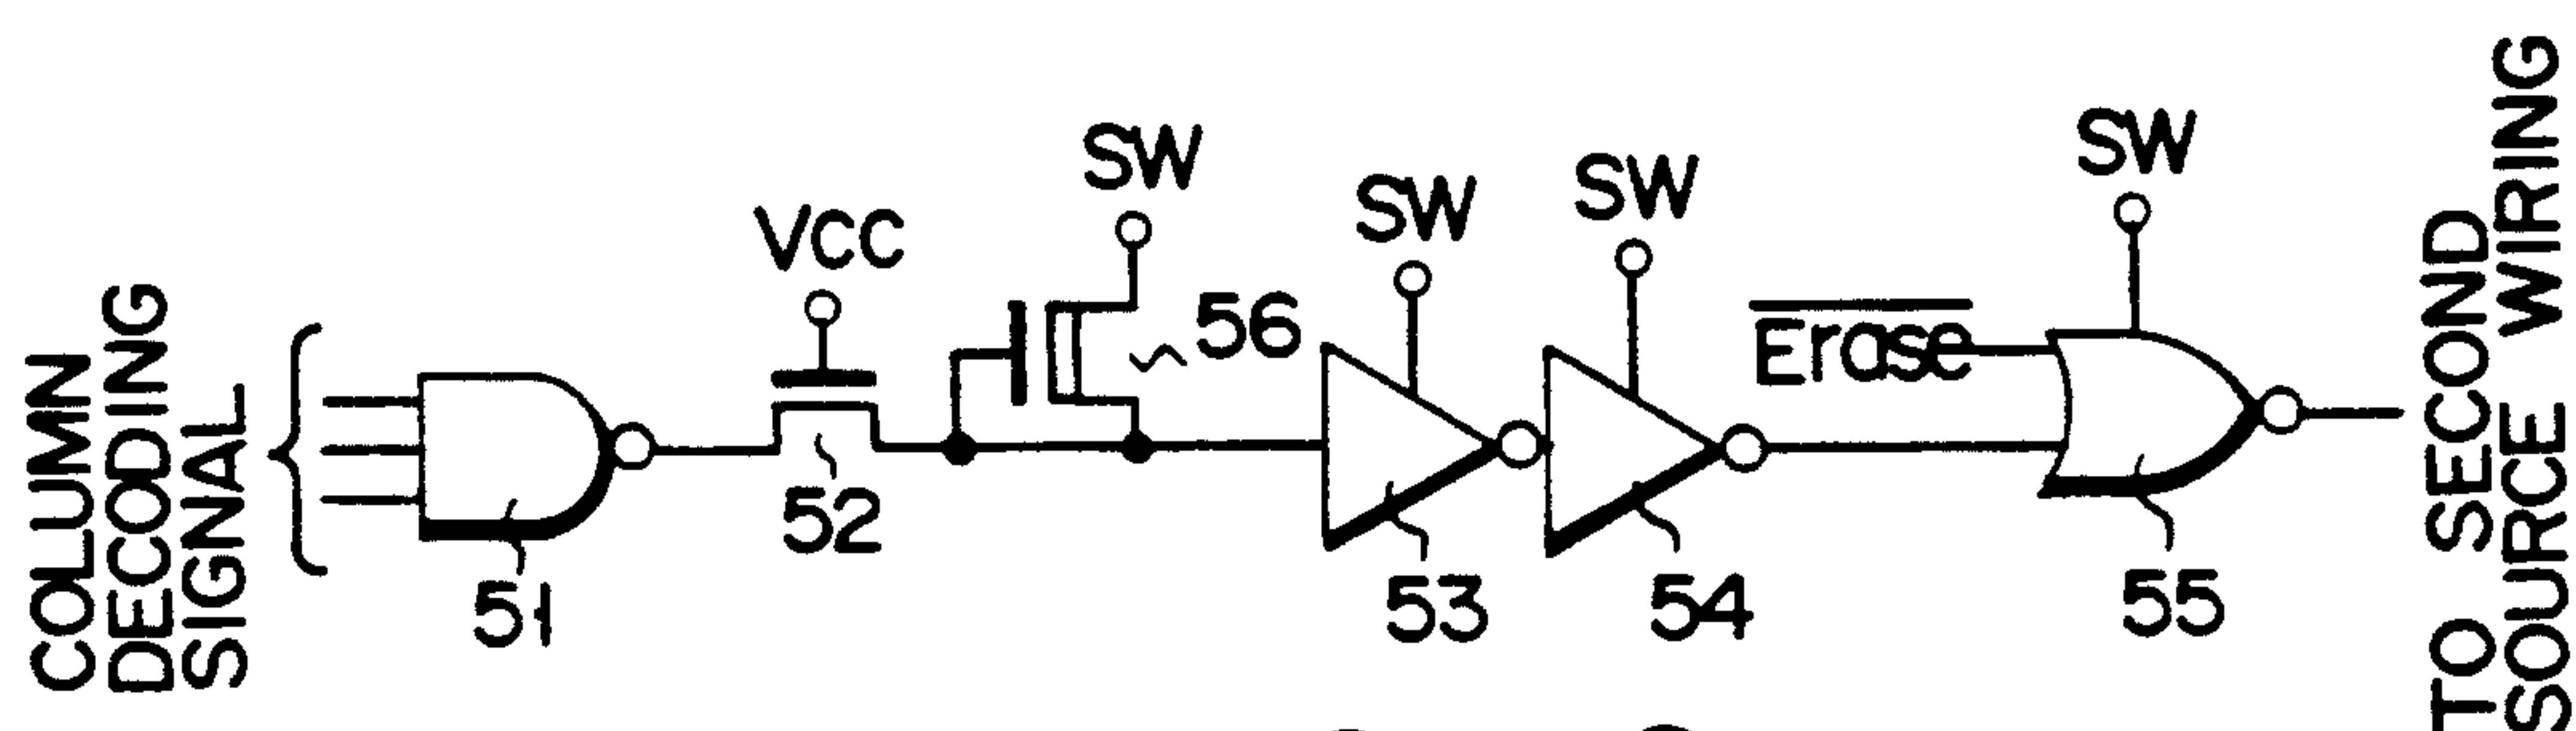 COLUMN
DECODING
SIGNAL
51
VCC
52
SW
56
SW
53
SW
54
Erase
SW
55
TO SECOND
SOURCE WIRING